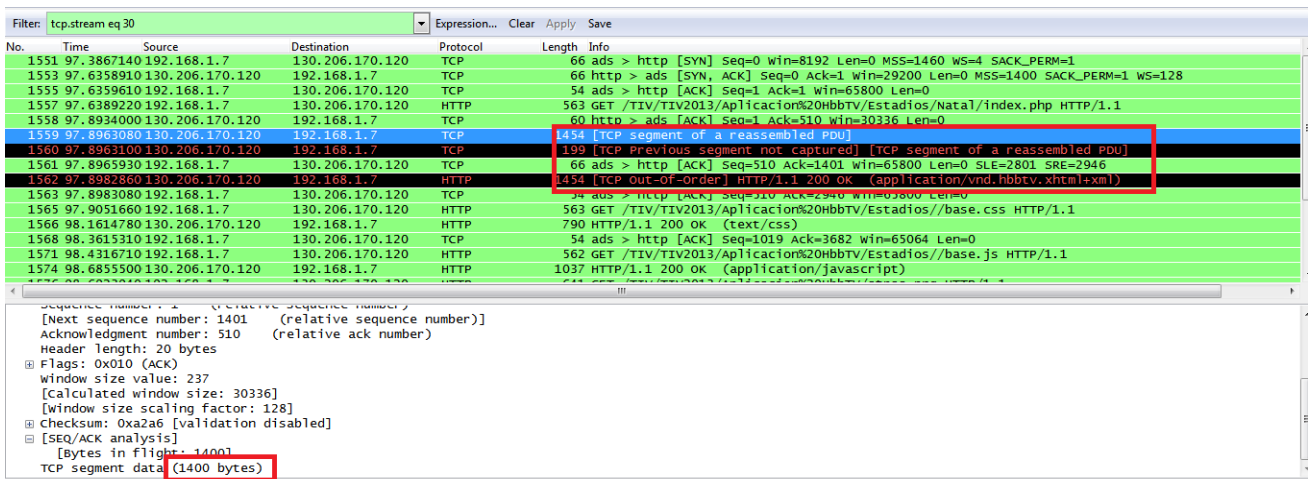 Filter: tcp.stream eq 30 Expression... Clear Apply Save
No. Time Source Destination Protocol Length Info
1551 97.3867140 192.168.1.7 130.206.170.120 TCP 66 ads > http [SYN] Seq=0 Win=8192 Len=0 MSS=1460 WS=4 SACK_PERM=1
1553 97.6358910 130.206.170.120 192.168.1.7 TCP 66 http > ads [SYN, ACK] Seq=0 Ack=1 Win=29200 Len=0 MSS=1400 SACK_PERM=1 WS=128
1555 97.6359610 192.168.1.7 130.206.170.120 TCP 54 ads > http [ACK] Seq=1 Ack=1 Win=65800 Len=0
1557 97.6389220 192.168.1.7 130.206.170.120 HTTP 563 GET /TIV/TIV2013/Aplicacion%20HbbTV/Estadios/Natal/index.php HTTP/1.1
1558 97.8934000 130.206.170.120 192.168.1.7 TCP 60 http > ads [ACK] Seq=1 Ack=510 Win=30336 Len=0
1559 97.8963080 130.206.170.120 192.168.1.7 TCP 1454 [TCP segment of a reassembled PDU]
1560 97.8963100 130.206.170.120 192.168.1.7 TCP 199 [TCP Previous segment not captured] [TCP segment of a reassembled PDU]
1561 97.8965930 192.168.1.7 130.206.170.120 TCP 66 ads > http [ACK] Seq=510 Ack=1401 Win=65800 Len=0 SLE=2801 SRE=2946
1562 97.8982860 130.206.170.120 192.168.1.7 HTTP 1454 [TCP Out-Of-Order] HTTP/1.1 200 OK (application/vnd.hbbtv.xhtml+xml)
1563 97.8983080 192.168.1.7 130.206.170.120 TCP 54 ads > http [ACK] Seq=510 Ack=2946 Win=65800 Len=0
1565 97.9051660 192.168.1.7 130.206.170.120 HTTP 563 GET /TIV/TIV2013/Aplicacion%20HbbTV/Estadios//base.css HTTP/1.1
1566 98.1614780 130.206.170.120 192.168.1.7 HTTP 790 HTTP/1.1 200 OK (text/css)
1568 98.3615310 192.168.1.7 130.206.170.120 TCP 54 ads > http [ACK] Seq=1019 Ack=3682 Win=65064 Len=0
1571 98.4316710 192.168.1.7 130.206.170.120 HTTP 562 GET /TIV/TIV2013/Aplicacion%20HbbTV/Estadios//base.js HTTP/1.1
1574 98.6855500 130.206.170.120 192.168.1.7 HTTP 1037 HTTP/1.1 200 OK (application/javascript)
Sequence number: 1 (relative sequence number)
[Next sequence number: 1401 (relative sequence number)]
Acknowledgment number: 510 (relative ack number)
Header length: 20 bytes
Flags: 0x010 (ACK)
Window size value: 237
[Calculated window size: 30336]
[Window size scaling factor: 128]
Checksum: 0xa2a6 [validation disabled]
[SEQ/ACK analysis]
[Bytes in flight: 1400]
TCP segment data (1400 bytes)